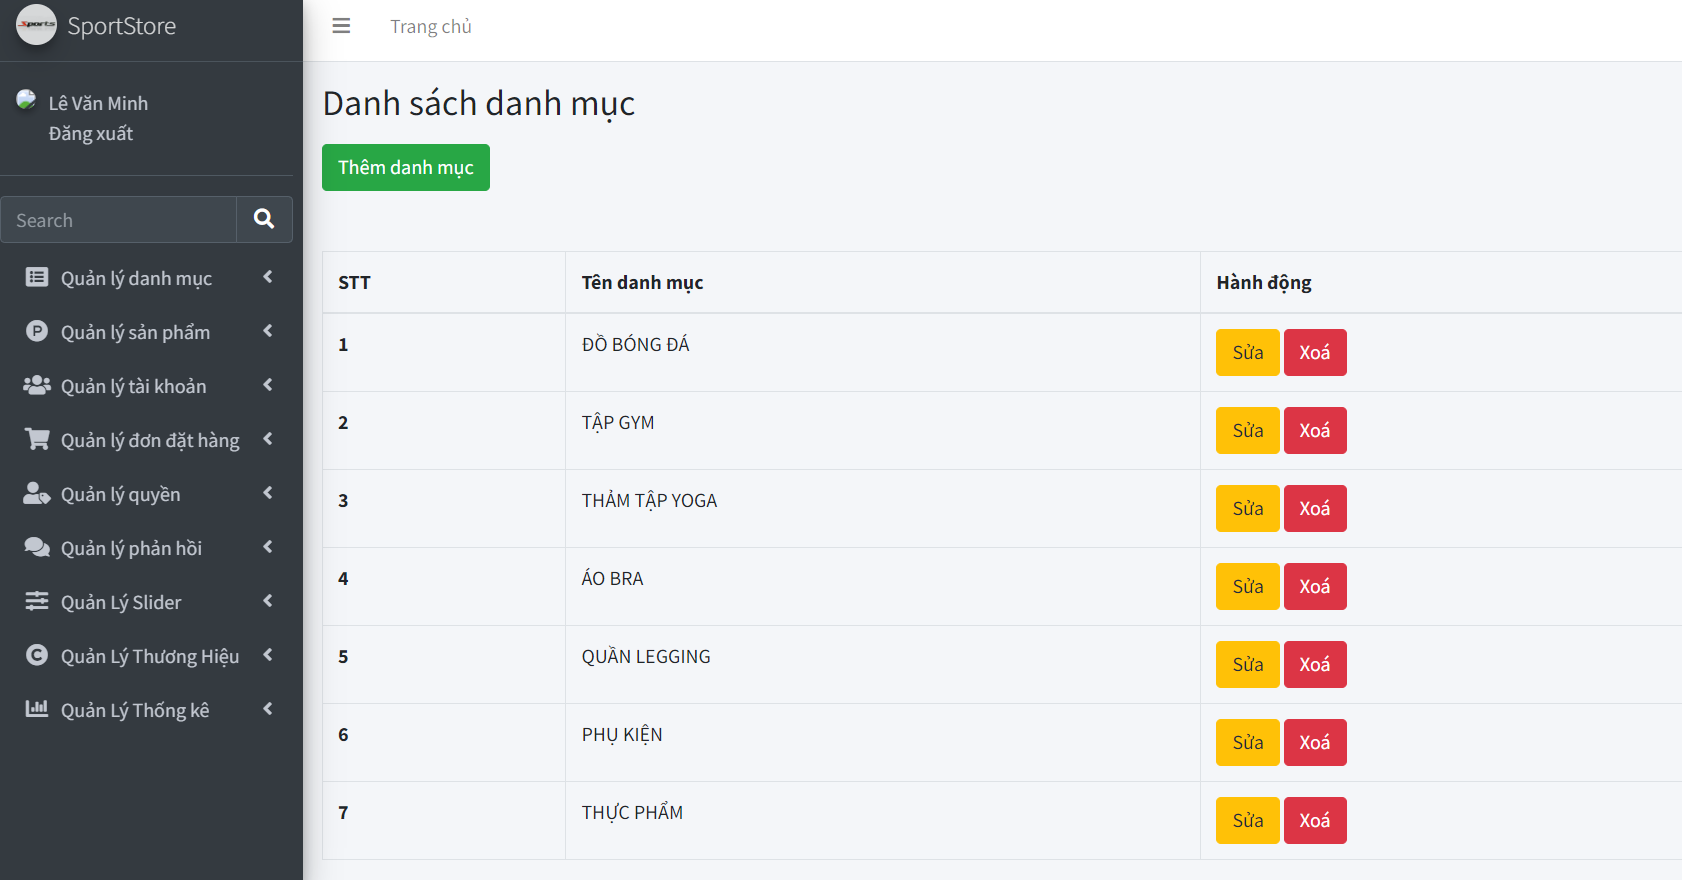 Sports
SportStore
Trang chủ
Lê Văn Minh
Đăng xuất
Search
Quản lý danh mục
Quản lý sản phẩm
Quản lý tài khoản
Quản lý đơn đặt hàng
Quản lý quyền
Quản lý phản hồi
Quản Lý Slider
Quản Lý Thương Hiệu
Quản Lý Thống kê
Danh sách danh mục
Thêm danh mục
STT Tên danh mục Hành động
1 ĐỒ BÓNG ĐÁ Sửa Xoá
2 TẬP GYM Sửa Xoá
3 THẢM TẬP YOGA Sửa Xoá
4 ÁO BRA Sửa Xoá
5 QUẦN LEGGING Sửa Xoá
6 PHỤ KIỆN Sửa Xoá
7 THỰC PHẨM Sửa Xoá